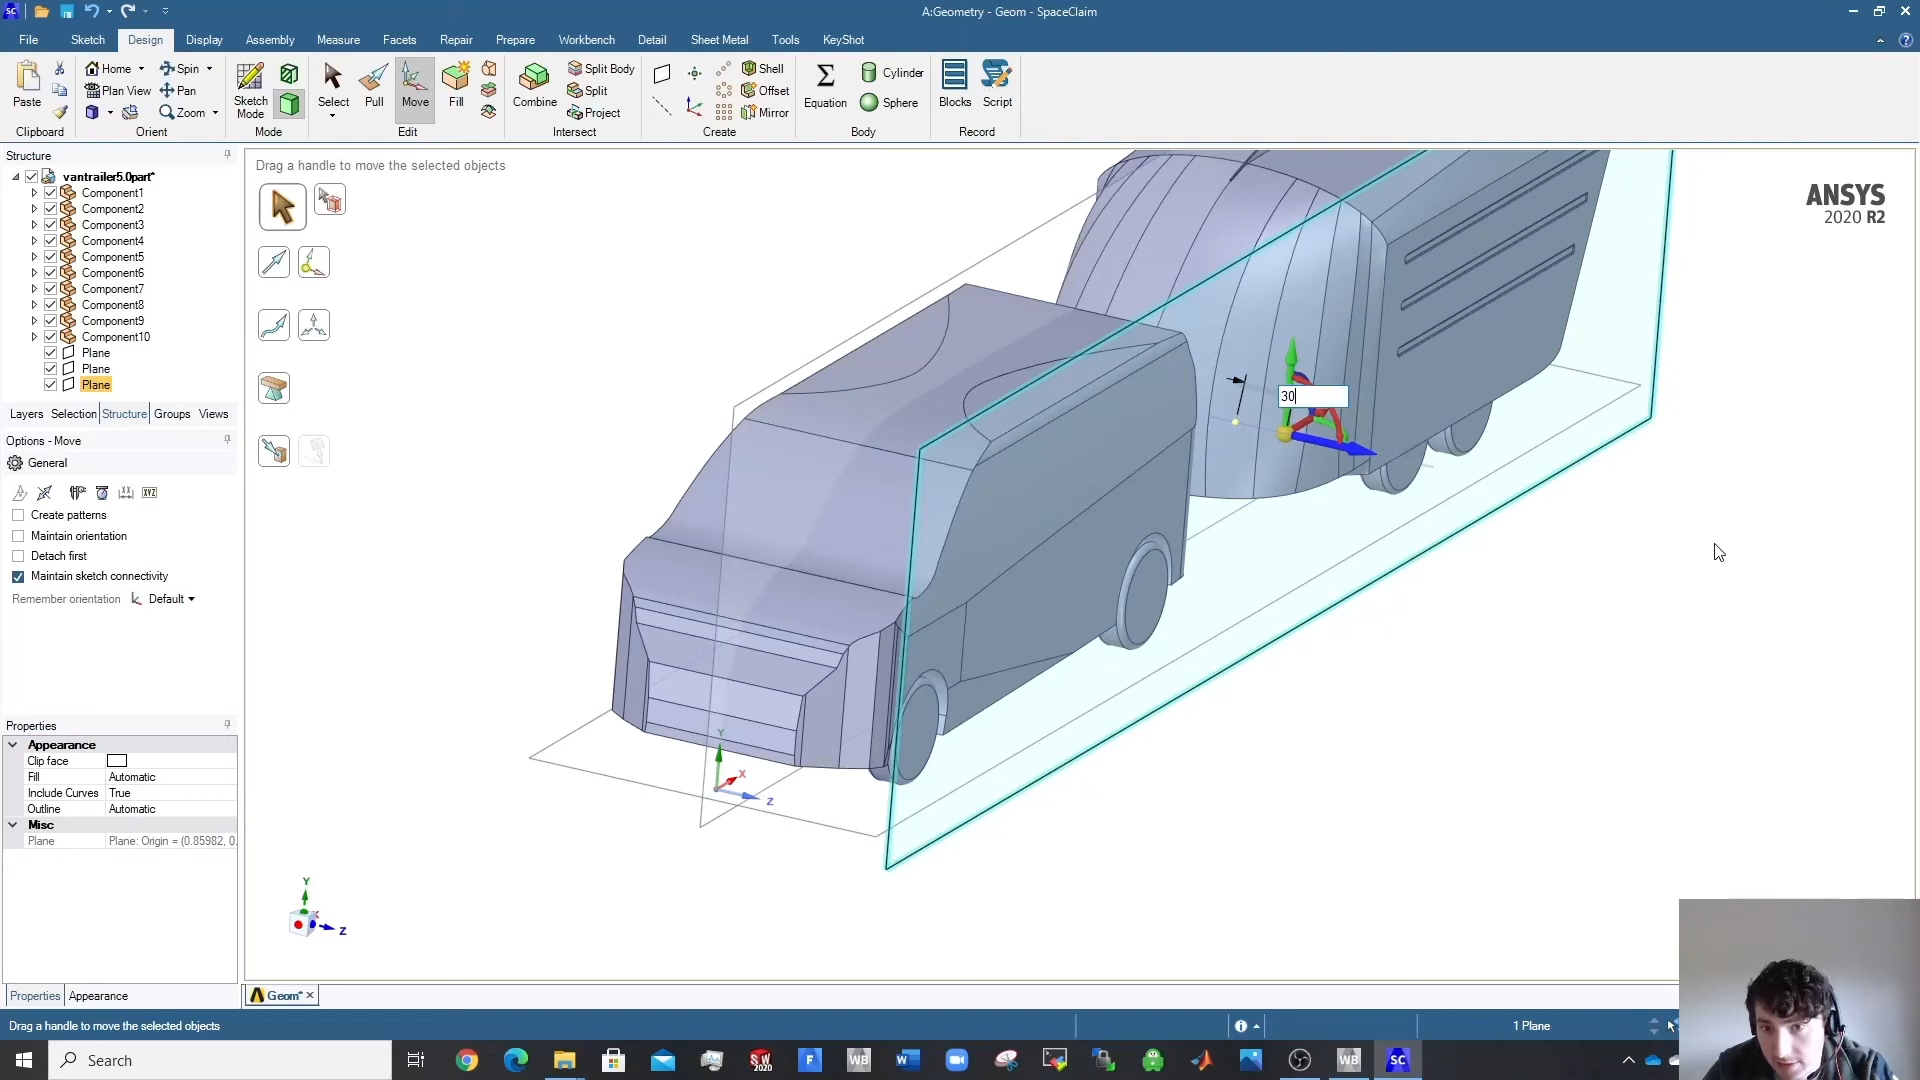 A:Geometry - Geom - SpaceClaim
File Sketch Design Display Assembly Measure Facets Repair Prepare Workbench Detail Sheet Metal Tools KeyShot
Paste
Clipboard
Home Spin
Plan View Pan
Zoom
Orient
Sketch Mode
Mode
Select Pull Move Fill
Edit
Combine
Split Body
Split
Project
Intersect
Shell
Offset
Mirror
Create
Equation
Cylinder
Sphere
Body
Blocks Script
Record
Structure
vantrailer5.0part*
Component1
Component2
Component3
Component4
Component5
Component6
Component7
Component8
Component9
Component10
Plane
Plane
Plane
Layers Selection Structure Groups Views
Options - Move
General
XYZ
Create patterns
Maintain orientation
Detach first
Maintain sketch connectivity
Remember orientation Default
Properties
Appearance
Clip face
Fill Automatic
Include Curves True
Outline Automatic
Misc
Plane Plane: Origin = (0.85982, 0.
Properties Appearance
Drag a handle to move the selected objects
ANSYS
2020 R2
30
Y
X
Z
Y
X
Z
Geom*
Drag a handle to move the selected objects
1 Plane
Search
SW
2020
F
WB
W
WB
SC